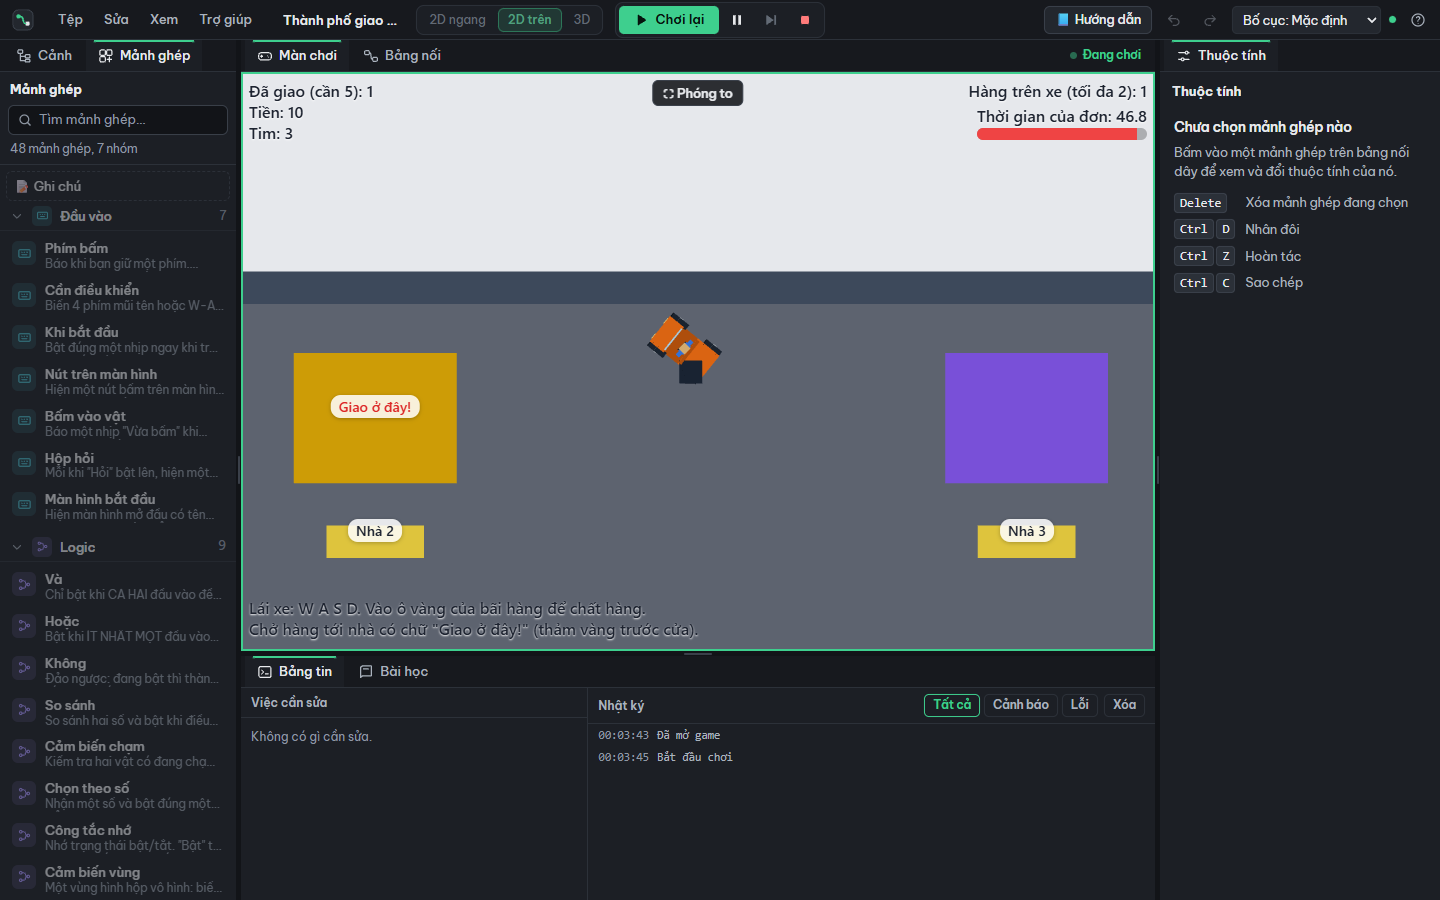 Tệp Sửa Xem Trợ giúp Thành phố giao ... 2D ngang 2D trên 3D Chơi lại Hướng dẫn Bố cục: Mặc định
Cảnh Mảnh ghép
Mảnh ghép
Tìm mảnh ghép...
48 mảnh ghép, 7 nhóm
Ghi chú
Đầu vào 7
Phím bấm
Báo khi bạn giữ một phím....
Cần điều khiển
Biến 4 phím mũi tên hoặc W-A...
Khi bắt đầu
Bật đúng một nhịp ngay khi tr...
Nút trên màn hình
Hiện một nút bấm trên màn hìn...
Bấm vào vật
Báo một nhịp "Vừa bấm" khi...
Hộp hỏi
Mỗi khi "Hỏi" bật lên, hiện một...
Màn hình bắt đầu
Hiện màn hình mở đầu có tên...
Logic 9
Và
Chỉ bật khi CẢ HAI đầu vào đề...
Hoặc
Bật khi ÍT NHẤT MỘT đầu vào...
Không
Đảo ngược: đang bật thì thàn...
So sánh
So sánh hai số và bật khi điều...
Cảm biến chạm
Kiểm tra hai vật có đang chạ...
Chọn theo số
Nhận một số và bật đúng một...
Công tắc nhớ
Nhớ trạng thái bật/tắt. "Bật" t...
Cảm biến vùng
Một vùng hình hộp vô hình: biế...
Màn chơi Bảng nối Đang chơi
Đã giao (cần 5): 1
Tiền: 10
Tim: 3
Phóng to
Hàng trên xe (tối đa 2): 1
Thời gian của đơn: 46.8
Giao ở đây!
Nhà 2
Nhà 3
Lái xe: W A S D. Vào ô vàng của bãi hàng để chất hàng.
Chở hàng tới nhà có chữ "Giao ở đây!" (thảm vàng trước cửa).
Bảng tin Bài học
Việc cần sửa
Không có gì cần sửa.
Nhật ký Tất cả Cảnh báo Lỗi Xóa
00:03:43 Đã mở game
00:03:45 Bắt đầu chơi
Thuộc tính
Thuộc tính
Chưa chọn mảnh ghép nào
Bấm vào một mảnh ghép trên bảng nối
dây để xem và đổi thuộc tính của nó.
Delete Xóa mảnh ghép đang chọn
Ctrl D Nhân đôi
Ctrl Z Hoàn tác
Ctrl C Sao chép